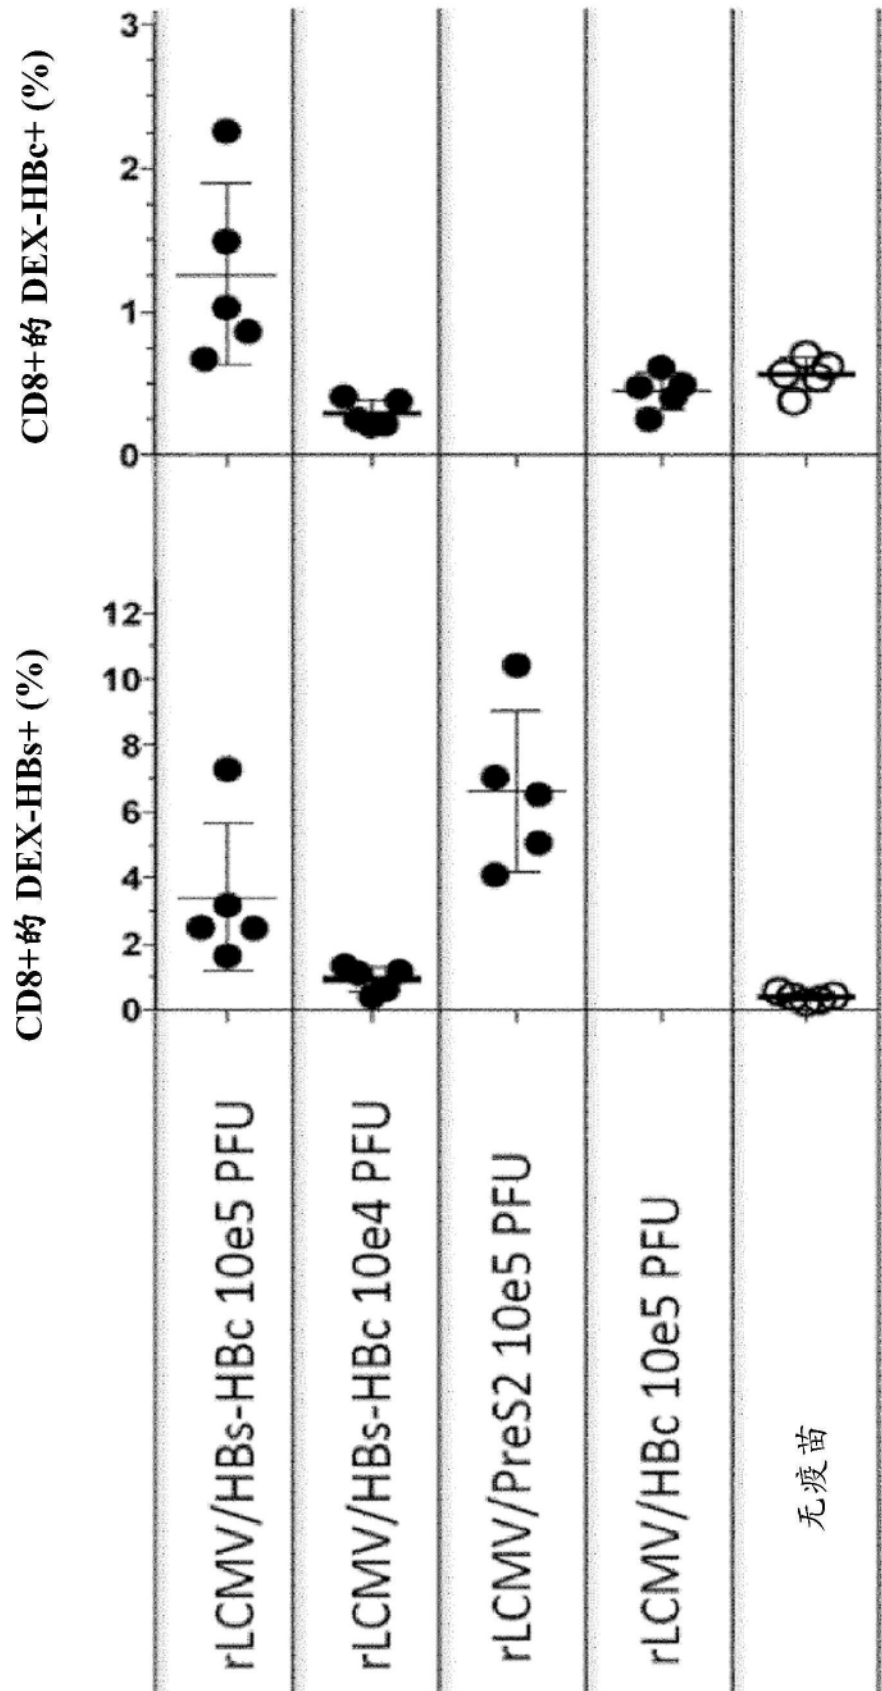 CD8+的 DEX-HBc+ (%)
3
2
1
0
CD8+的 DEX-HBs+ (%)
12
10
8
6
4
2
0
rLCMV/HBs-HBc 10e5 PFU
rLCMV/HBs-HBc 10e4 PFU
rLCMV/PreS2 10e5 PFU
rLCMV/HBc 10e5 PFU
无疫苗